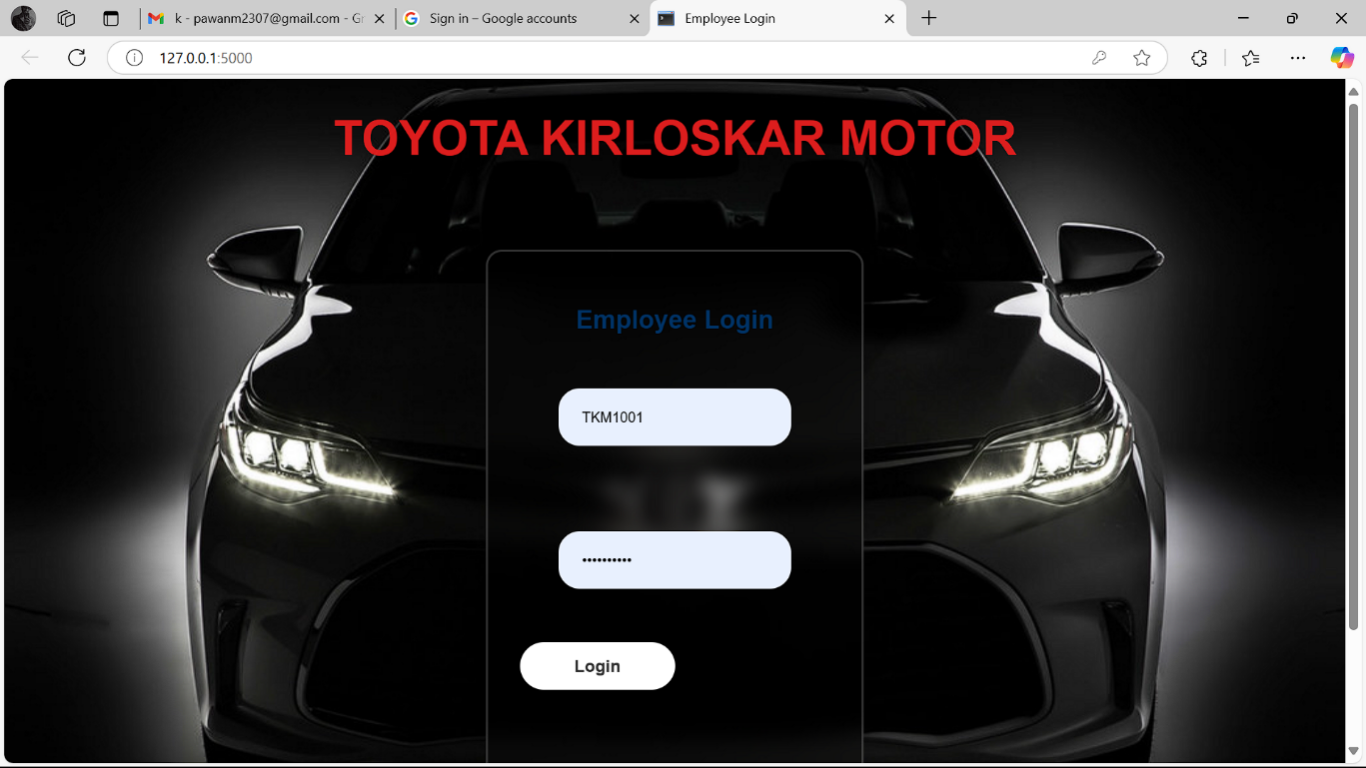 k - pawanm2307@gmail.com - Gr
Sign in – Google accounts
Employee Login
127.0.0.1:5000
TOYOTA KIRLOSKAR MOTOR
Employee Login
TKM1001
••••••••••
Login